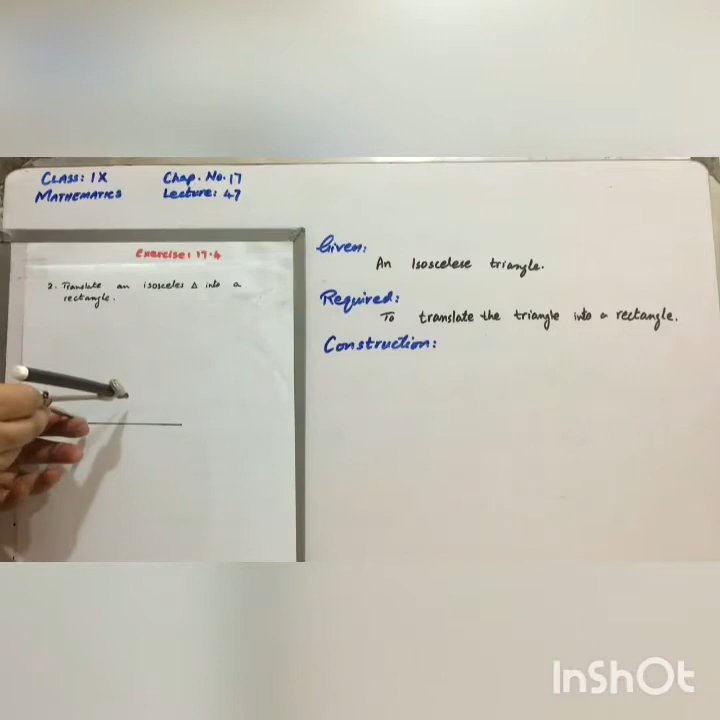 CLASS: IX Chap. No. 17
MATHEMATICS Lecture: 47
Exercise: 17.4
2. Translate an isosceles Δ into a
rectangle.
Given:
An Isoscelese triangle.
Required:
To translate the triangle into a rectangle.
Construction:
InShOt